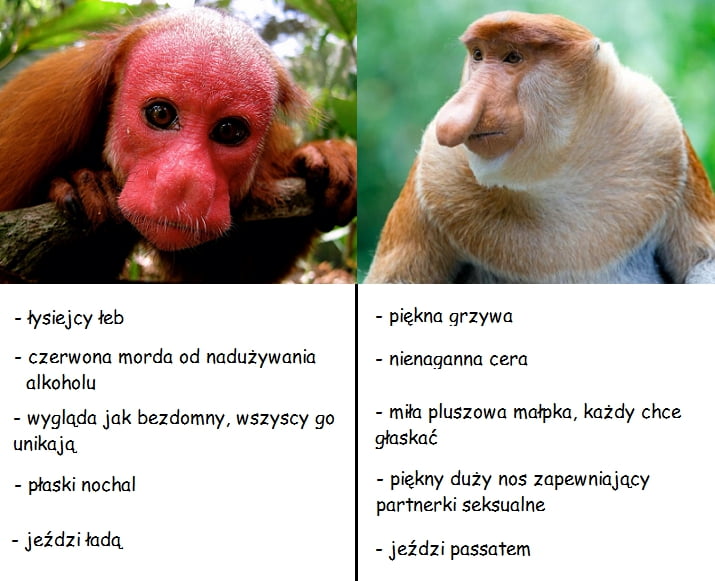 - łysiejcy łeb
- czerwona morda od nadużywania
alkoholu
- wygląda jak bezdomny, wszyscy go
unikają
- płaski nochal
- jeździ ładą
- piękna grzywa
- nienaganna cera
- miła pluszowa małpka, każdy chce
głaskać
- piękny duży nos zapewniający
partnerki seksualne
- jeździ passatem